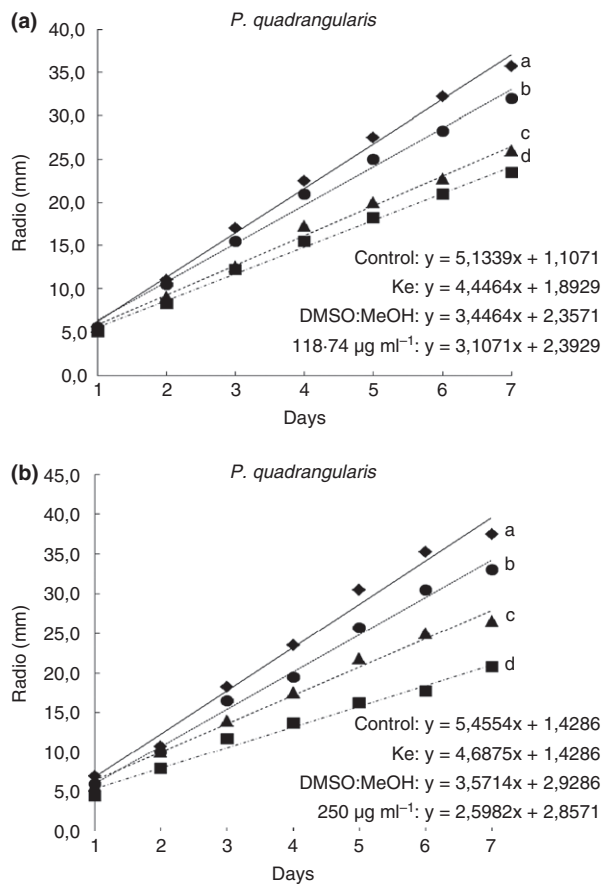 (a)
P. quadrangularis
40,0
35,0
30,0
25,0
20,0
15,0
10,0
5,0
0,0
Radio (mm)
a
b
c
d
Control: y = 5,1339x + 1,1071
Ke: y = 4,4464x + 1,8929
DMSO:MeOH: y = 3,4464x + 2,3571
118·74 µg ml⁻¹: y = 3,1071x + 2,3929
1 2 3 4 5 6 7
Days
(b)
P. quadrangularis
45,0
40,0
35,0
30,0
25,0
20,0
15,0
10,0
5,0
0,0
Radio (mm)
a
b
c
d
Control: y = 5,4554x + 1,4286
Ke: y = 4,6875x + 1,4286
DMSO:MeOH: y = 3,5714x + 2,9286
250 µg ml⁻¹: y = 2,5982x + 2,8571
1 2 3 4 5 6 7
Days